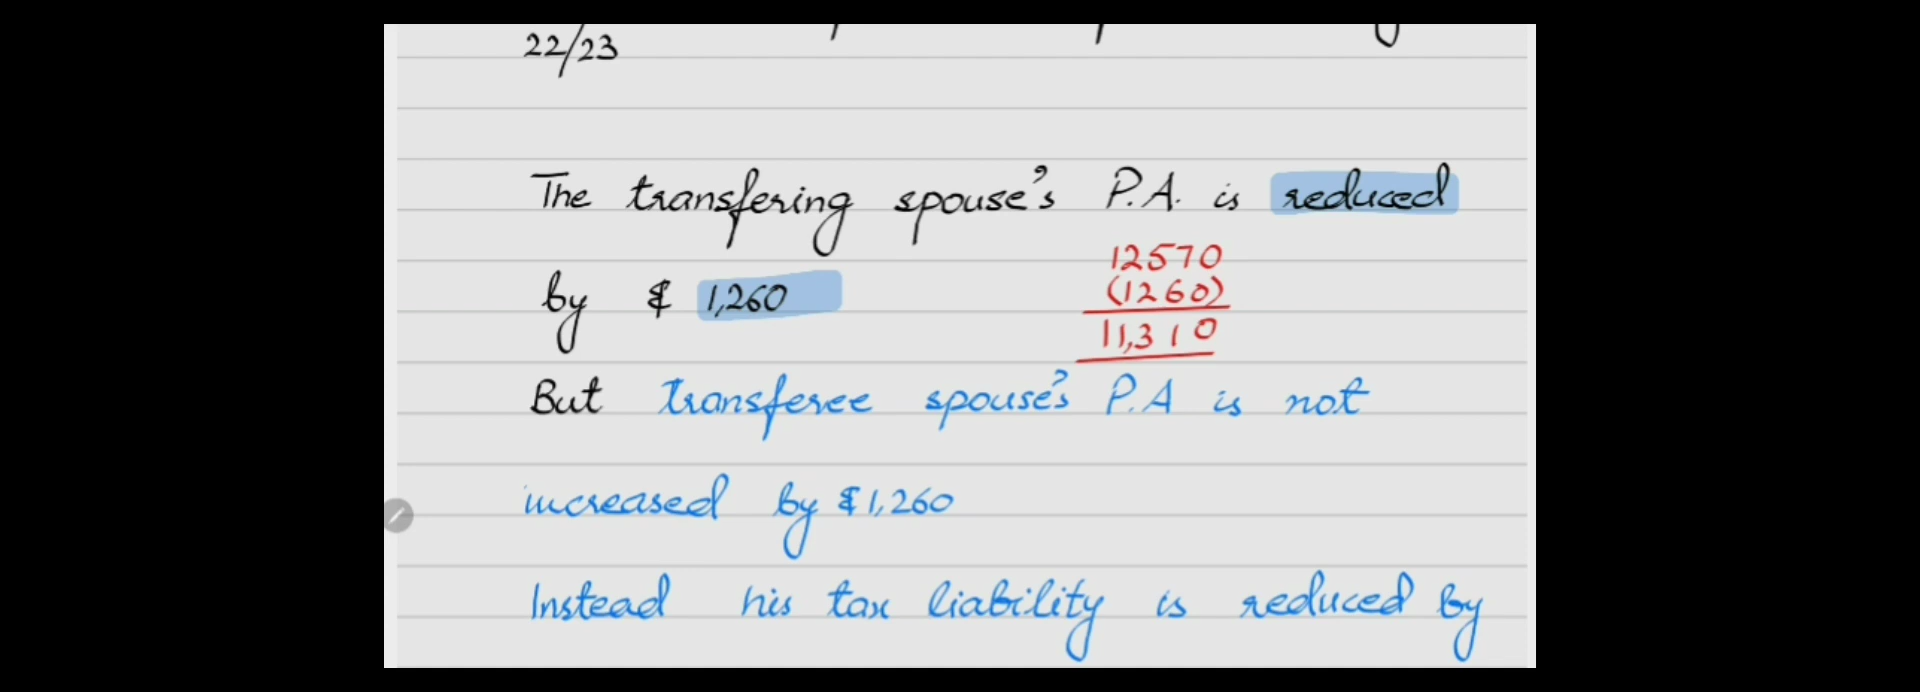 22/23
The transfering spouse's P.A. is reduced
12570
by £ 1,260
(1260)
11,310
But transferee spouse's P.A is not
increased by £1,260
Instead his tax liability is reduced by